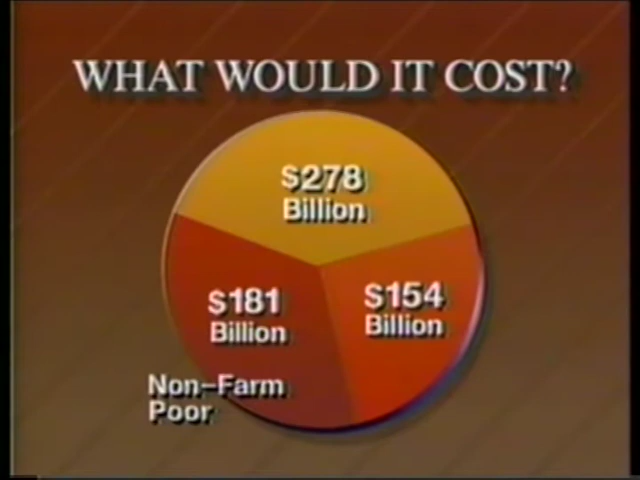 WHAT WOULD IT COST?
$278
Billion
$181
Billion
$154
Billion
Non-Farm
Poor